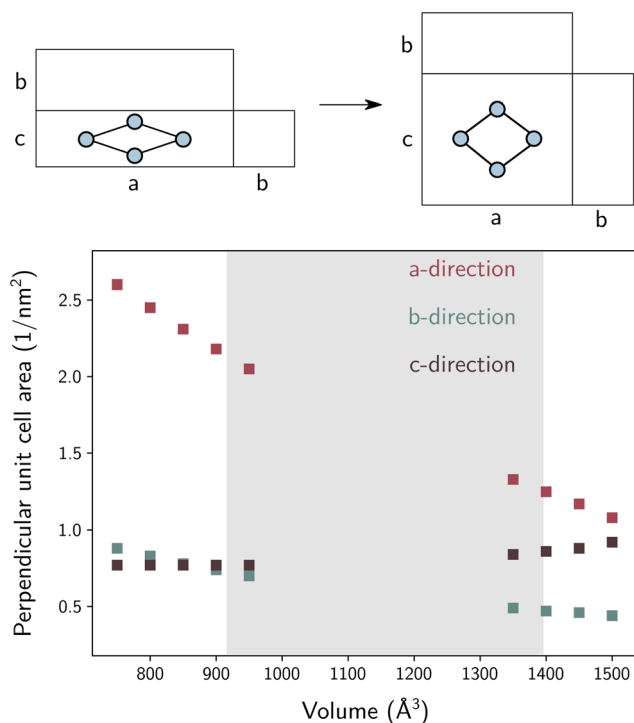 b
c
a
b
b
c
a
b
a-direction
b-direction
c-direction
Perpendicular unit cell area (1/nm²)
2.5
2.0
1.5
1.0
0.5
800
900
1000
1100
1200
1300
1400
1500
Volume (Å³)